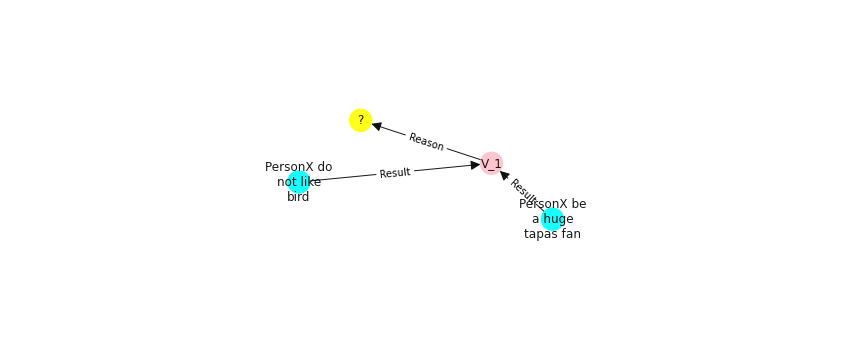 ?
Reason
V_1
PersonX do
not like
bird
Result
Result
PersonX be
a huge
tapas fan